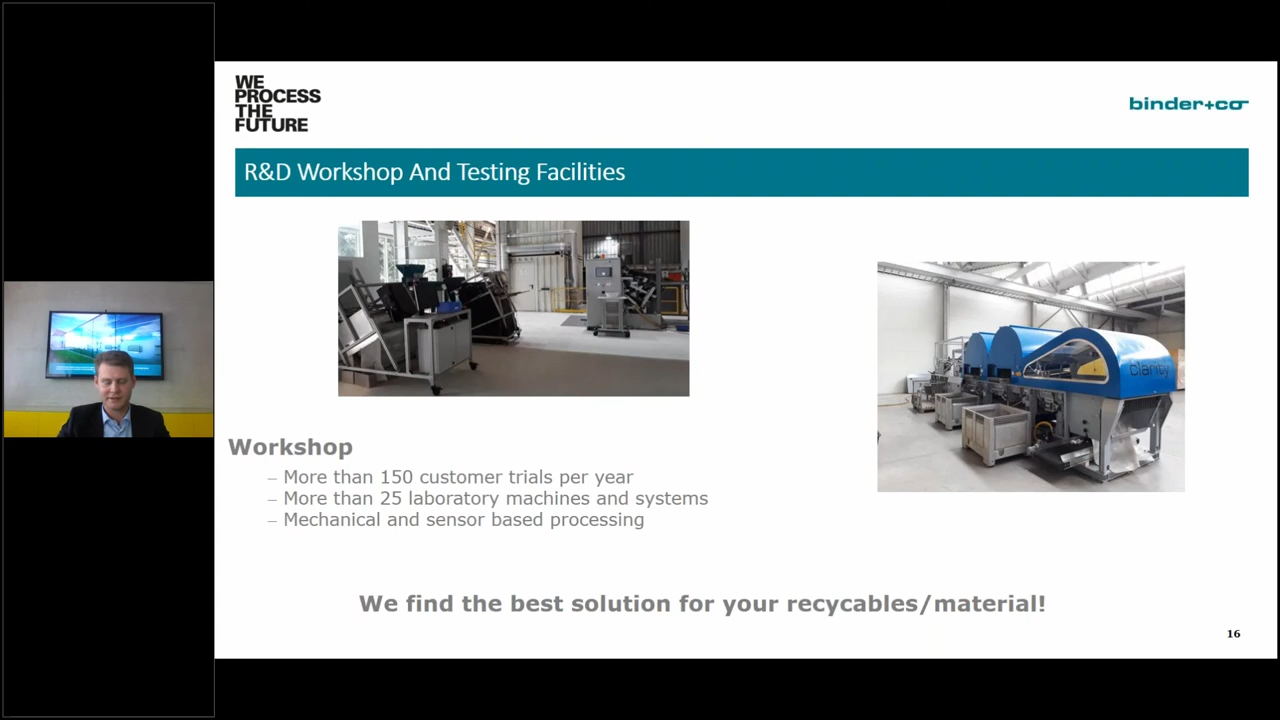 WE
PROCESS
THE
FUTURE
binder+co
R&D Workshop And Testing Facilities
clarity
Workshop
– More than 150 customer trials per year
– More than 25 laboratory machines and systems
– Mechanical and sensor based processing
We find the best solution for your recycables/material!
16